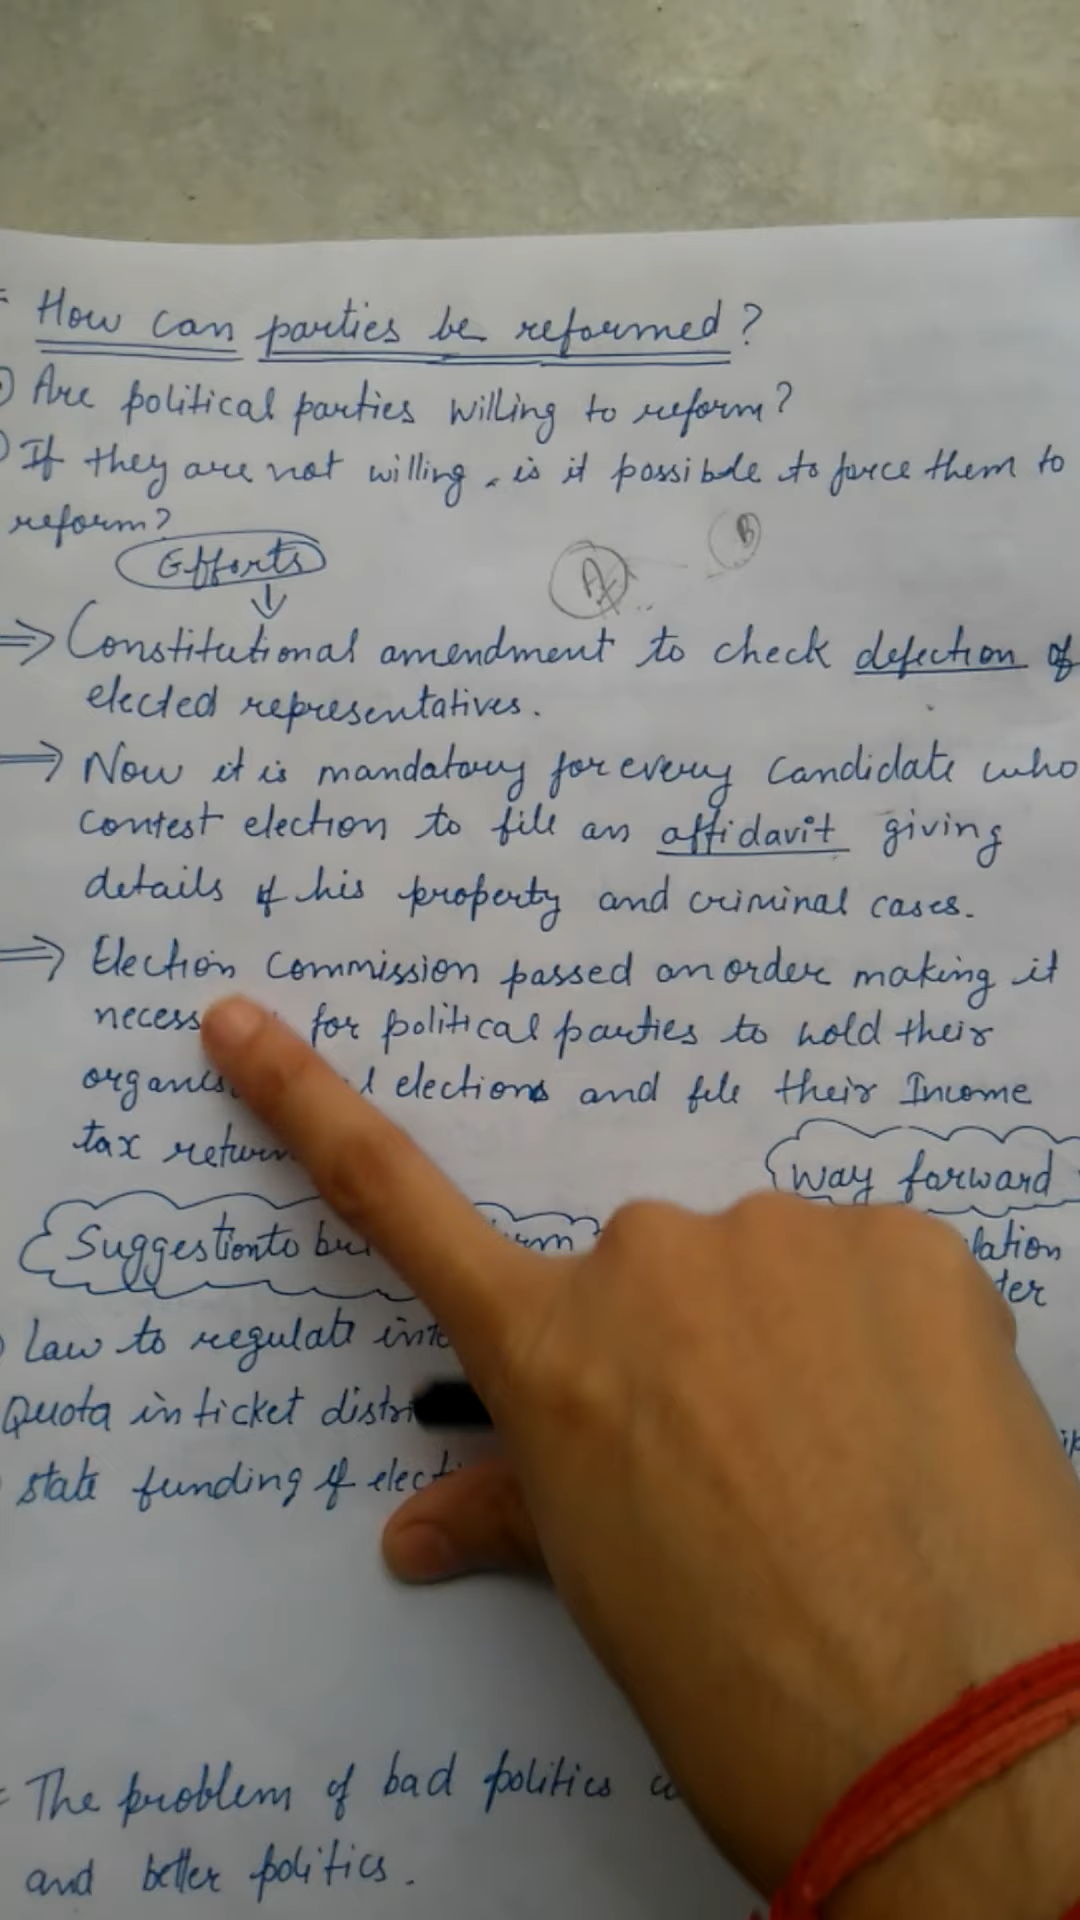 How can parties be reformed?
Are political parties willing to reform?
If they are not willing, is it possible to force them to
reform?
Efforts
A
B
Constitutional amendment to check defection of
elected representatives.
Now it is mandatory for every candidate who
contest election to file an affidavit giving
details of his property and criminal cases.
Election Commission passed an order making it
for political parties to hold their
elections and file their Income
tax return
way forward
Suggestion to
Law to regulate
Quota in ticket
state funding of
The problem of bad politics
and better politics.